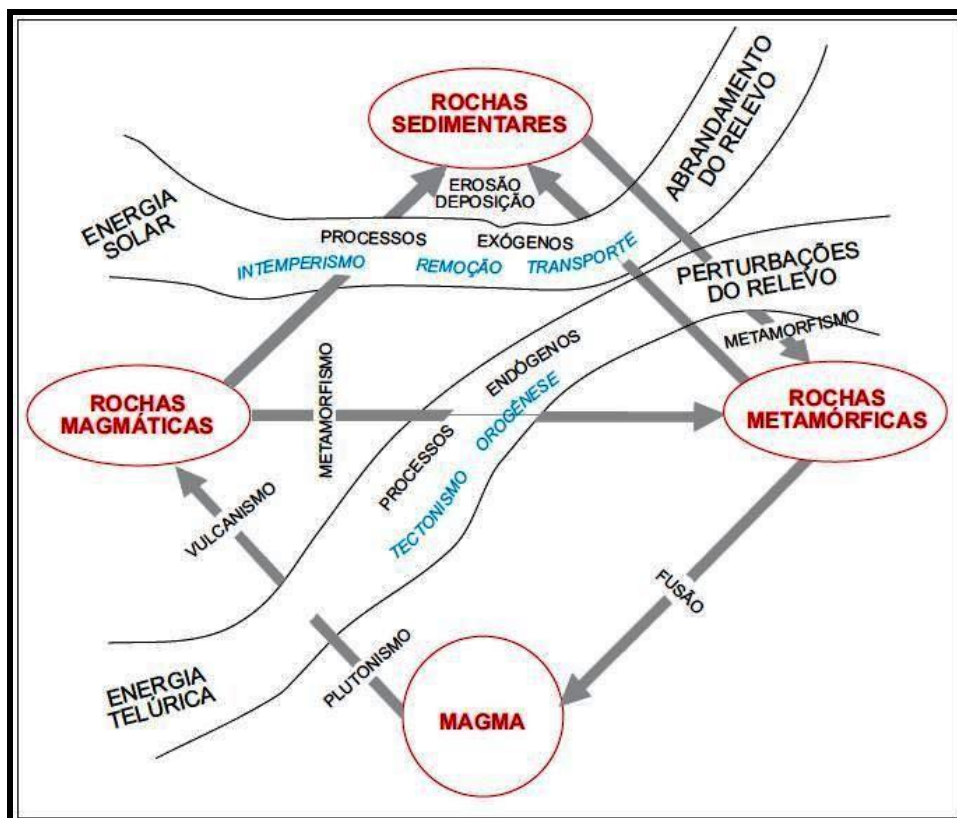 ROCHAS
SEDIMENTARES
ABRANDAMENTO
DO RELEVO
EROSÃO
DEPOSIÇÃO
ENERGIA
SOLAR
PROCESSOS EXÓGENOS
INTEMPERISMO REMOÇÃO TRANSPORTE
PERTURBAÇÕES
DO RELEVO
METAMORFISMO
ROCHAS
MAGMÁTICAS
METAMORFISMO
PROCESSOS ENDÓGENOS
TECTONISMO OROGÊNESE
ROCHAS
METAMÓRFICAS
VULCANISMO
FUSÃO
ENERGIA
TELÚRICA
PLUTONISMO
MAGMA